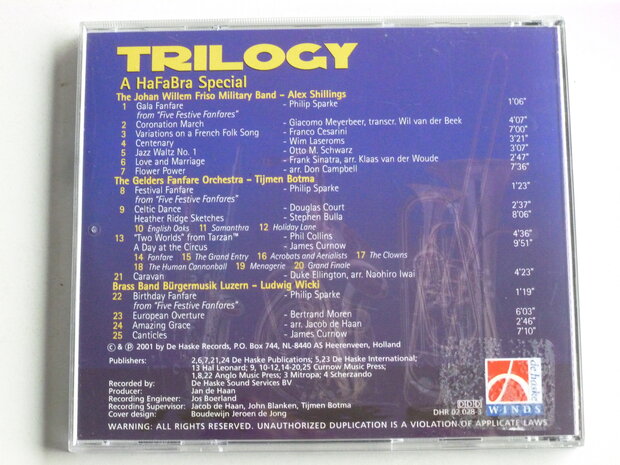 TRILOGY
A HaFaBra Special
The Johan Willem Friso Military Band – Alex Shillings
1 Gala Fanfare - Philip Sparke 1'06"
from "Five Festive Fanfares"
2 Coronation March - Giacomo Meyerbeer, transcr. Wil van der Beek 4'07"
3 Variations on a French Folk Song - Franco Cesarini 7'00"
4 Centenary - Wim Laseroms 3'21"
5 Jazz Waltz No. 1 - Otto M. Schwarz 3'07"
6 Love and Marriage - Frank Sinatra, arr. Klaas van der Woude 2'47"
7 Flower Power - arr. Don Campbell 7'36"
The Gelders Fanfare Orchestra – Tijmen Botma
8 Festival Fanfare - Philip Sparke 1'23"
from "Five Festive Fanfares"
9 Celtic Dance - Douglas Court 2'37"
Heather Ridge Sketches - Stephen Bulla 8'06"
10 English Oaks 11 Samanthra 12 Holiday Lane
13 "Two Worlds" from Tarzan™ - Phil Collins 4'36"
A Day at the Circus - James Curnow 9'51"
14 Fanfare 15 The Grand Entry 16 Acrobats and Aerialists 17 The Clowns
18 The Human Cannonball 19 Menagerie 20 Grand Finale
21 Caravan - Duke Ellington, arr. Naohiro Iwai 4'23"
Brass Band Bürgermusik Luzern – Ludwig Wicki
22 Birthday Fanfare - Philip Sparke 1'19"
from "Five Festive Fanfares"
23 European Overture - Bertrand Moren 6'03"
24 Amazing Grace - arr. Jacob de Haan 2'46"
25 Canticles - James Curnow 7'10"
© & ℗ 2001 by De Haske Records, P.O. Box 744, NL-8440 AS Heerenveen, Holland
Publishers: 2,6,7,21,24 De Haske Publications; 5,23 De Haske International;
13 Hal Leonard; 9, 10-12,14-20,25 Curnow Music Press;
1,8,22 Anglo Music Press; 3 Mitropa; 4 Scherzando
Recorded by: De Haske Sound Services BV
Producer: Jan de Haan
Recording Engineer: Jos Boerland
Recording Supervisor: Jacob de Haan, John Blanken, Tijmen Botma
Cover design: Boudewijn Jeroen de Jong
DDD
DHR 02.028-3
de haske
WINDS
WARNING: ALL RIGHTS RESERVED. UNAUTHORIZED DUPLICATION IS A VIOLATION OF APPLICATE LAWS